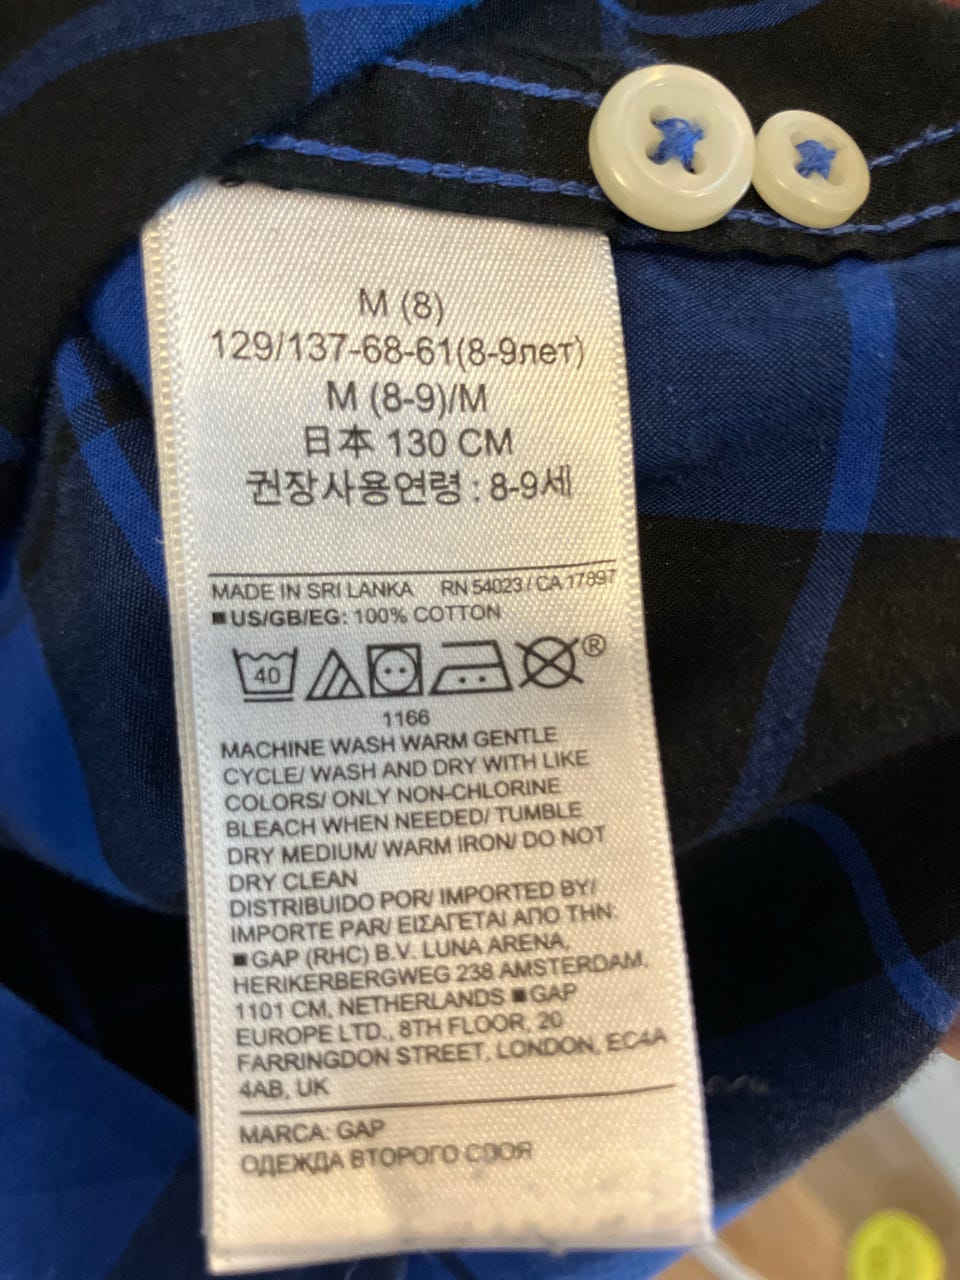 M (8)
129/137-68-61(8-9лет)
M (8-9)/M
日本 130 CM
권장사용연령 : 8-9세
MADE IN SRI LANKA RN 54023 / CA 17897
■US/GB/EG: 100% COTTON
40 ®
1166
MACHINE WASH WARM GENTLE
CYCLE/ WASH AND DRY WITH LIKE
COLORS/ ONLY NON-CHLORINE
BLEACH WHEN NEEDED/ TUMBLE
DRY MEDIUM/ WARM IRON/ DO NOT
DRY CLEAN
DISTRIBUIDO POR/ IMPORTED BY/
IMPORTE PAR/ ΕΙΣΑΓΕΤΑΙ ΑΠΟ ΤΗΝ:
■GAP (RHC) B.V. LUNA ARENA,
HERIKERBERGWEG 238 AMSTERDAM,
1101 CM, NETHERLANDS ■GAP
EUROPE LTD., 8TH FLOOR, 20
FARRINGDON STREET, LONDON, EC4A
4AB, UK
MARCA: GAP
ОДЕЖДА ВТОРОГО СЛОЯ